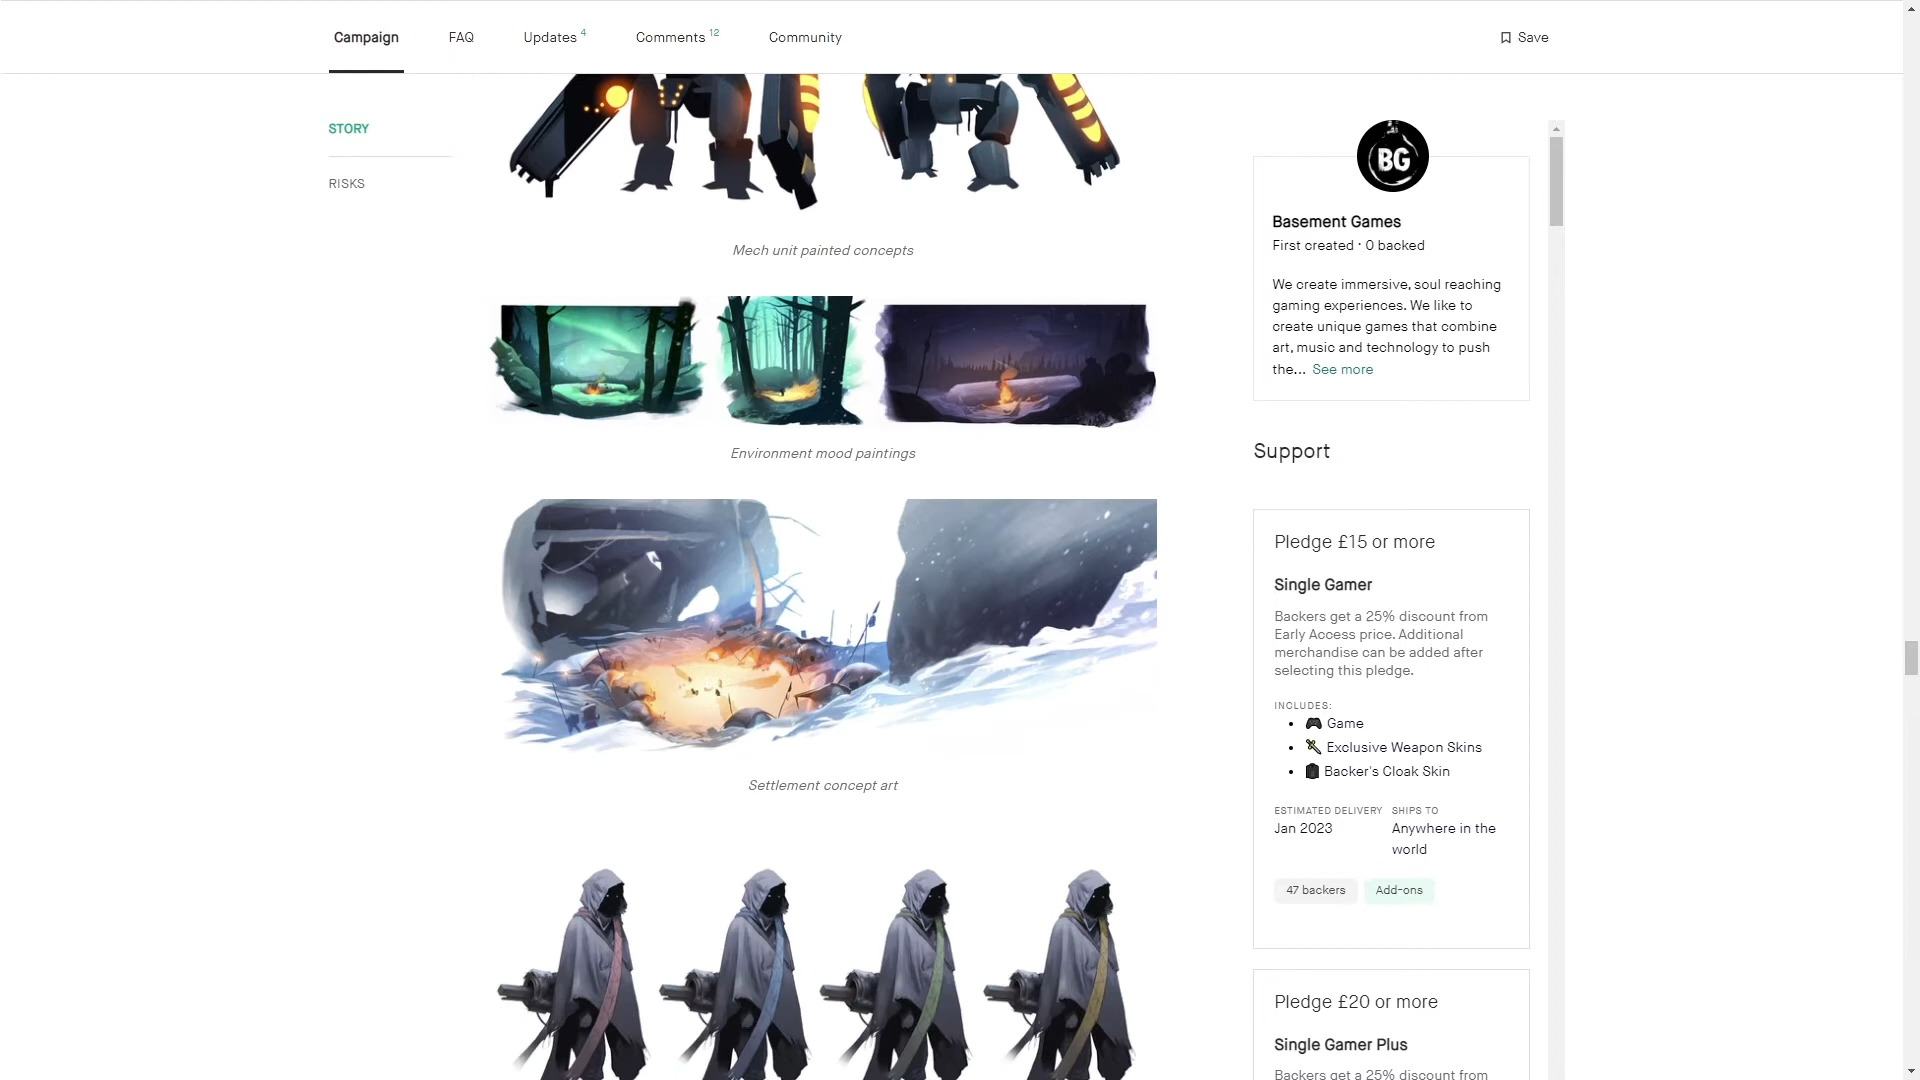 Campaign
FAQ
Updates 4
Comments 12
Community
Save
STORY
RISKS
Mech unit painted concepts
Environment mood paintings
Settlement concept art
BG
Basement Games
First created · 0 backed
We create immersive, soul reaching
gaming experiences. We like to
create unique games that combine
art, music and technology to push
the... See more
Support
Pledge £15 or more
Single Gamer
Backers get a 25% discount from
Early Access price. Additional
merchandise can be added after
selecting this pledge.
INCLUDES:
Game
Exclusive Weapon Skins
Backer's Cloak Skin
ESTIMATED DELIVERY
Jan 2023
SHIPS TO
Anywhere in the
world
47 backers
Add-ons
Pledge £20 or more
Single Gamer Plus
Backers get a 25% discount from